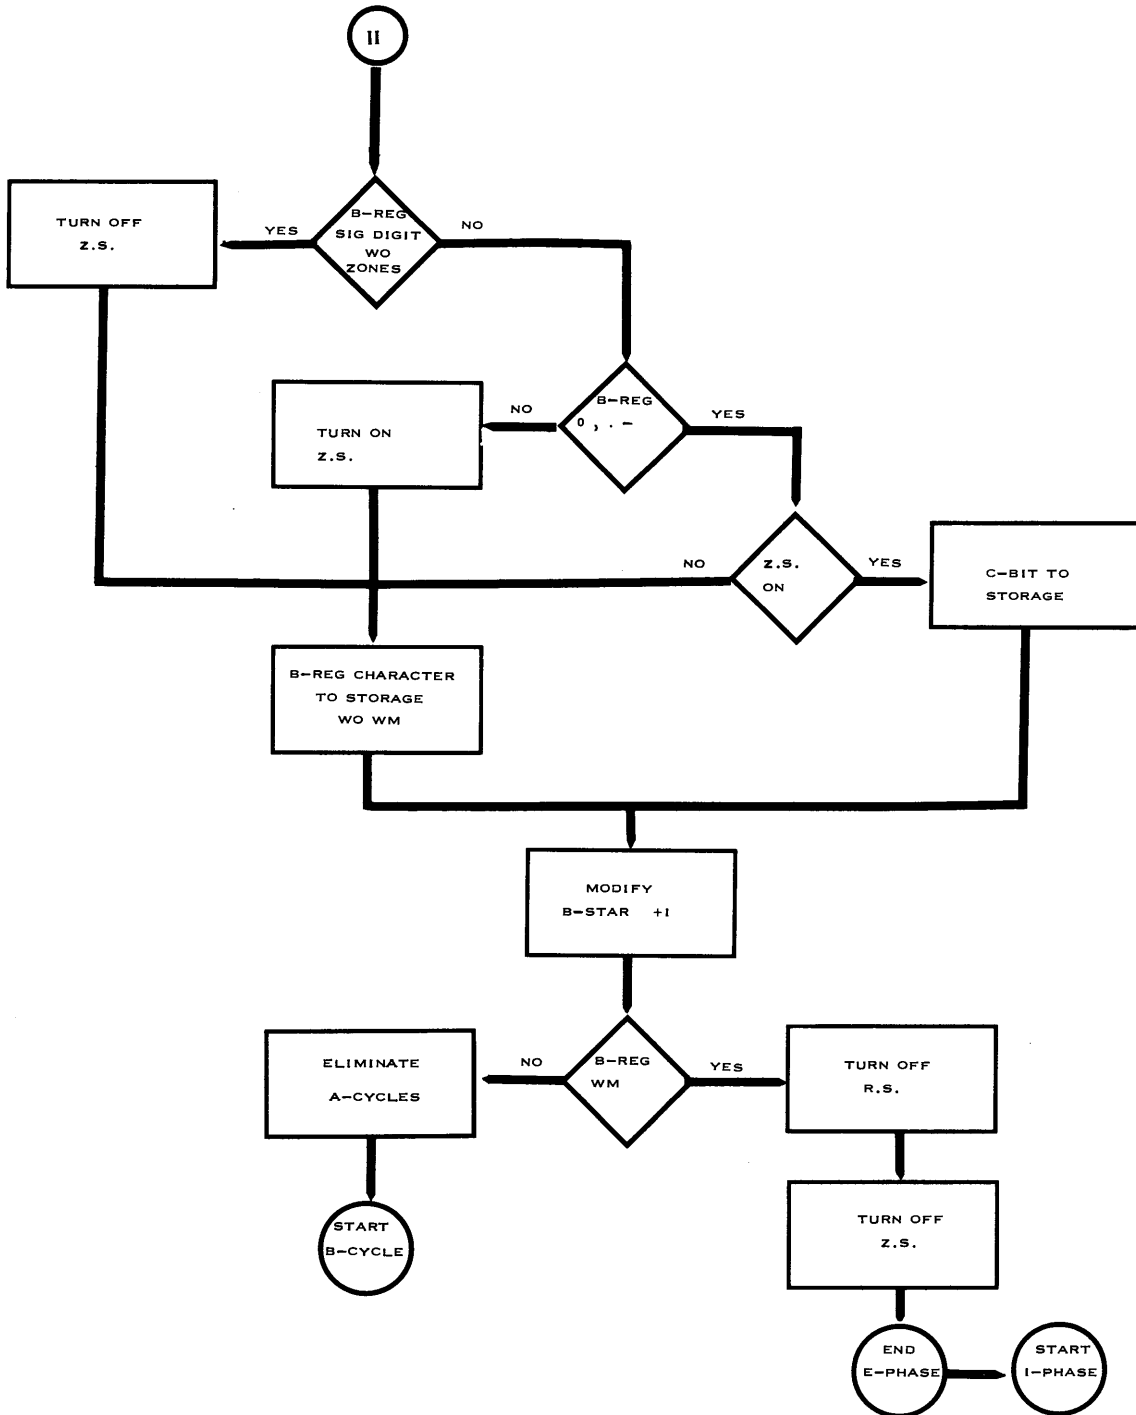 II
B-REG
SIG DIGIT
WO
ZONES
YES
NO
TURN OFF
Z.S.
B-REG
0 , . -
NO
YES
TURN ON
Z.S.
Z.S.
ON
NO
YES
C-BIT TO
STORAGE
B-REG CHARACTER
TO STORAGE
WO WM
MODIFY
B-STAR +1
B-REG
WM
NO
YES
ELIMINATE
A-CYCLES
TURN OFF
R.S.
START
B-CYCLE
TURN OFF
Z.S.
END
E-PHASE
START
I-PHASE